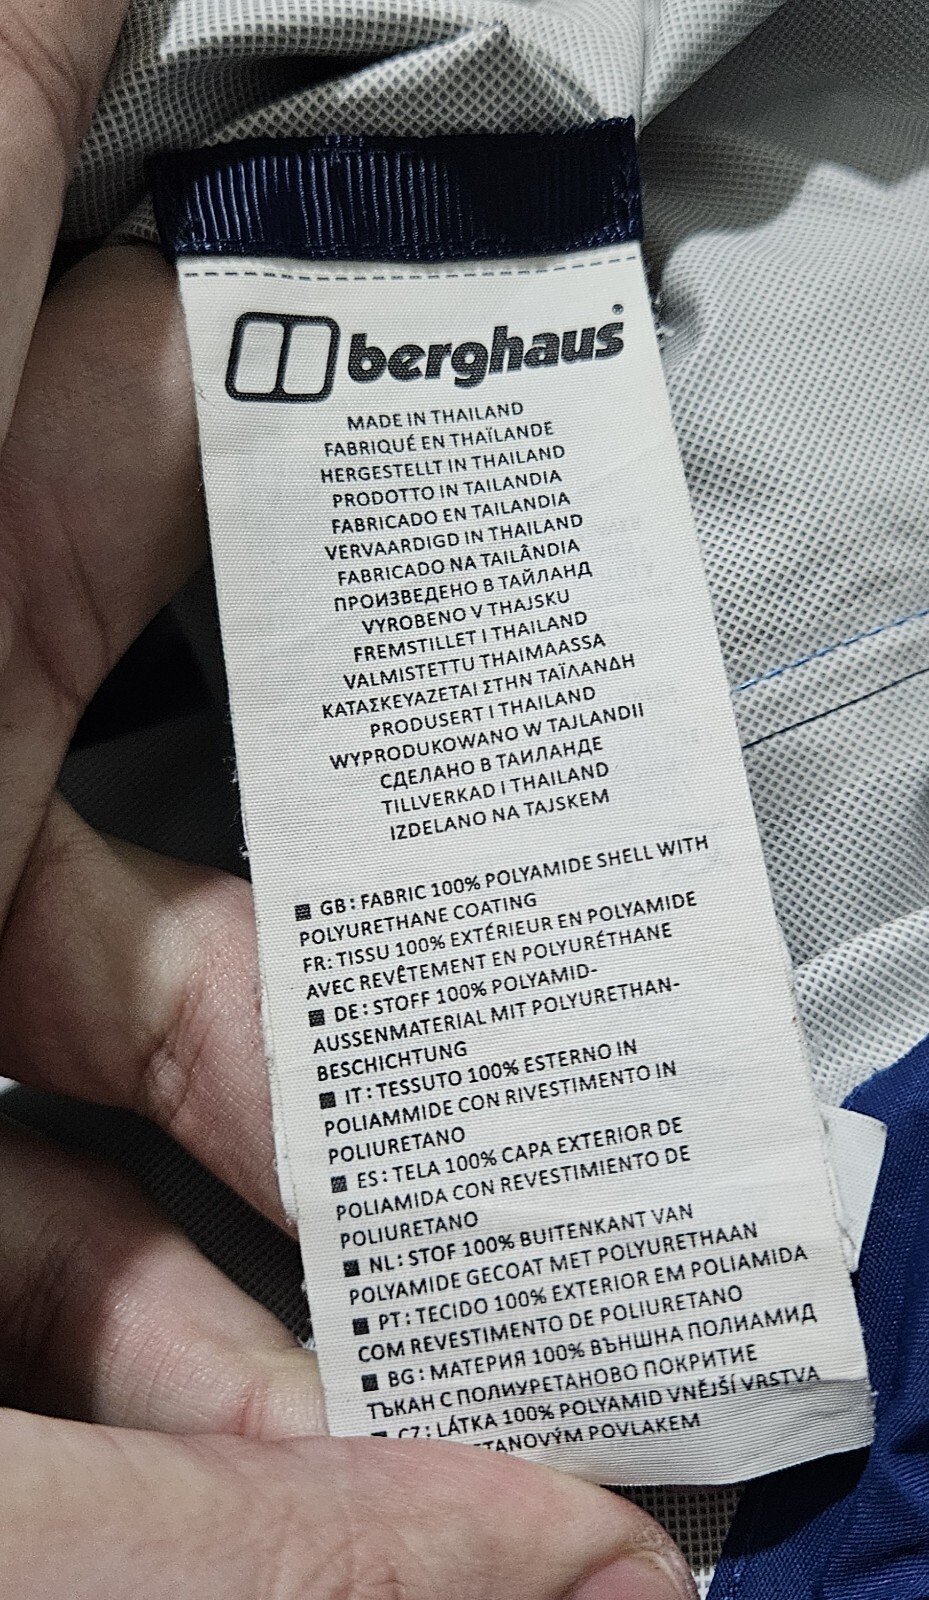 berghaus®
MADE IN THAILAND
FABRIQUÉ EN THAÏLANDE
HERGESTELLT IN THAILAND
PRODOTTO IN TAILANDIA
FABRICADO EN TAILANDIA
VERVAARDIGD IN THAILAND
FABRICADO NA TAILÂNDIA
ПРОИЗВЕДЕНО В ТАЙЛАНД
VYROBENO V THAJSKU
FREMSTILLET I THAILAND
VALMISTETTU THAIMAASSA
ΚΑΤΑΣΚΕΥΑΖΕΤΑΙ ΣΤΗΝ ΤΑΪΛΑΝΔΗ
PRODUSERT I THAILAND
WYPRODUKOWANO W TAJLANDII
СДЕЛАНО В ТАИЛАНДЕ
TILLVERKAD I THAILAND
IZDELANO NA TAJSKEM
GB: FABRIC 100% POLYAMIDE SHELL WITH
POLYURETHANE COATING
FR: TISSU 100% EXTÉRIEUR EN POLYAMIDE
AVEC REVÊTEMENT EN POLYURÉTHANE
DE: STOFF 100% POLYAMID-
AUSSENMATERIAL MIT POLYURETHAN-
BESCHICHTUNG
IT: TESSUTO 100% ESTERNO IN
POLIAMMIDE CON RIVESTIMENTO IN
POLIURETANO
ES: TELA 100% CAPA EXTERIOR DE
POLIAMIDA CON REVESTIMIENTO DE
POLIURETANO
NL: STOF 100% BUITENKANT VAN
POLYAMIDE GECOAT MET POLYURETHAAN
PT: TECIDO 100% EXTERIOR EM POLIAMIDA
COM REVESTIMENTO DE POLIURETANO
BG: МАТЕРИЯ 100% ВЪНШНА ПОЛИАМИД
ТЪКАН С ПОЛИУРЕТАНОВО ПОКРИТИЕ
CZ: LÁTKA 100% POLYAMID VNĚJŠÍ VRSTVA
POVLAKEM